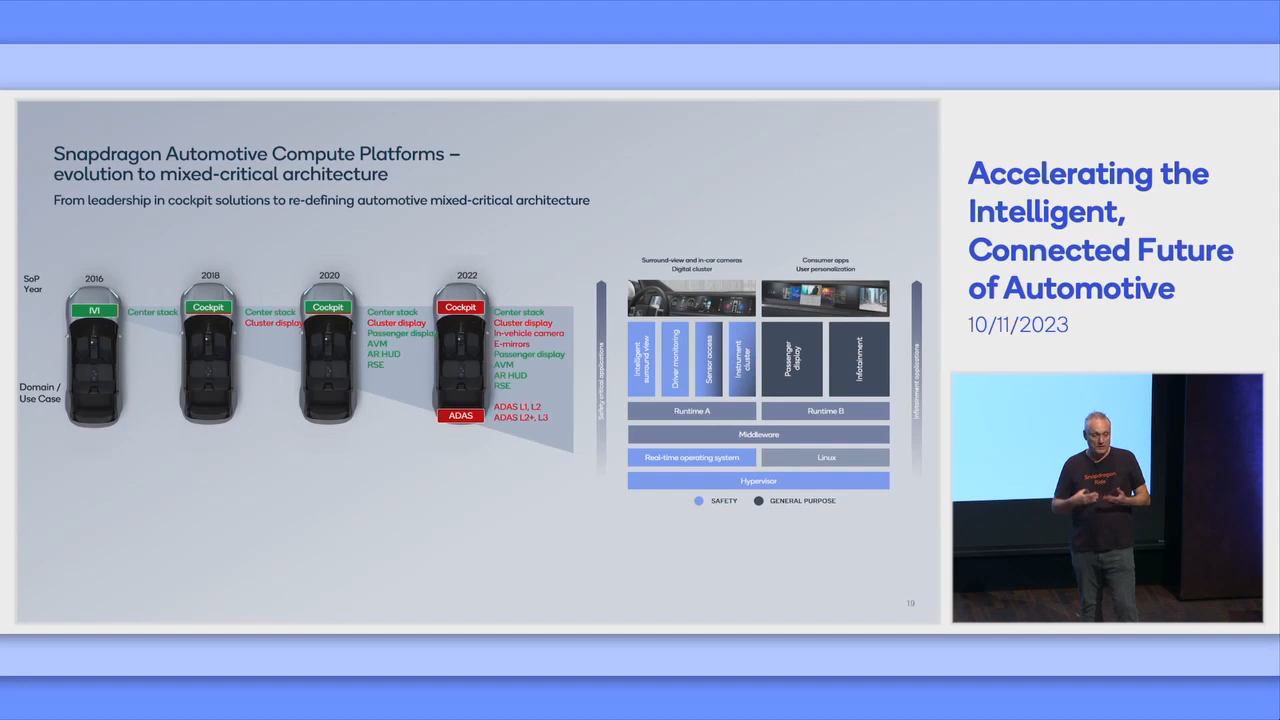 Snapdragon Automotive Compute Platforms –
evolution to mixed-critical architecture
From leadership in cockpit solutions to re-defining automotive mixed-critical architecture
SoP
Year
2016
2018
2020
2022
IVI
Cockpit
Cockpit
Cockpit
Center stack
Center stack
Cluster display
Center stack
Cluster display
Passenger display
AVM
AR HUD
RSE
Center stack
Cluster display
In-vehicle camera
E-mirrors
Passenger display
AVM
AR HUD
RSE
Domain /
Use Case
ADAS
ADAS L1, L2
ADAS L2+, L3
Surround-view and in-car cameras
Digital cluster
Consumer apps
User personalization
Safety critical applications
Intelligent
surround view
Driver monitoring
Sensor access
Instrument
cluster
Passenger
display
Infotainment
Infotainment applications
Runtime A
Runtime B
Middleware
Real-time operating system
Linux
Hypervisor
SAFETY
GENERAL PURPOSE
19
Accelerating the
Intelligent,
Connected Future
of Automotive
10/11/2023
Snapdragon
Ride